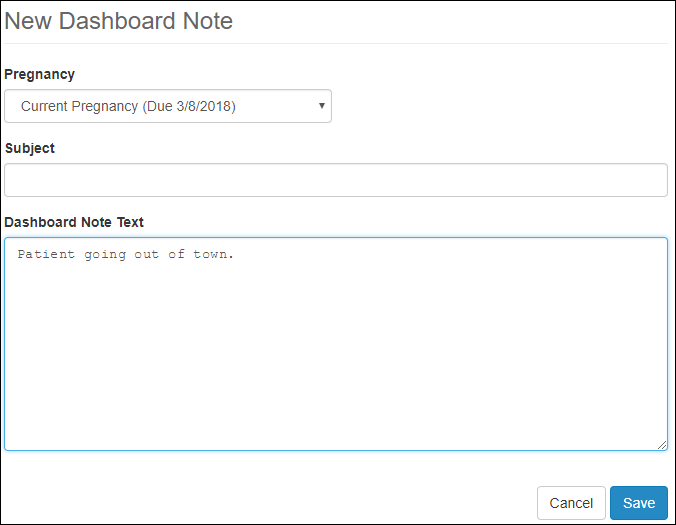 New Dashboard Note
Pregnancy
Current Pregnancy (Due 3/8/2018)
Subject
Dashboard Note Text
Patient going out of town.
Cancel Save